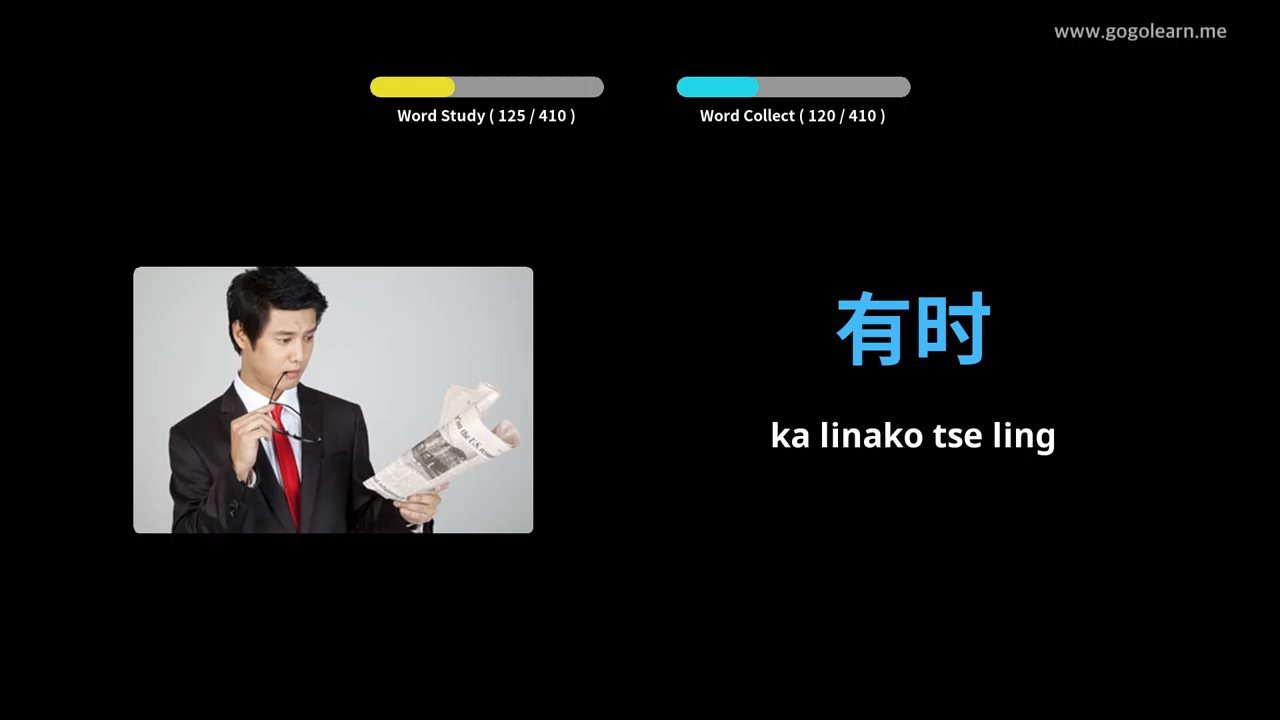 www.gogolearn.me
Word Study ( 125 / 410 )
Word Collect ( 120 / 410 )
有时
ka linako tse ling